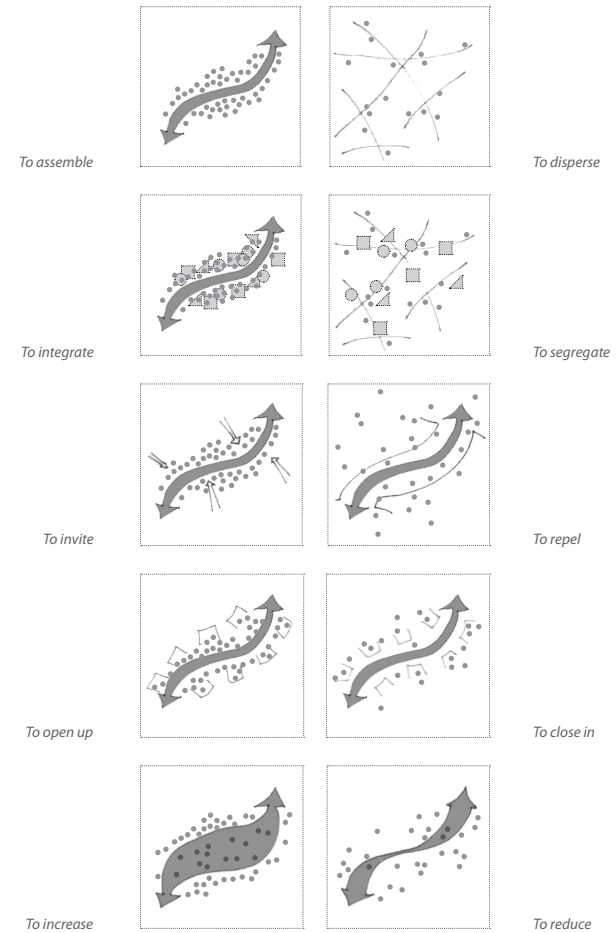 To assemble
To disperse
To integrate
To segregate
To invite
To repel
To open up
To close in
To increase
To reduce